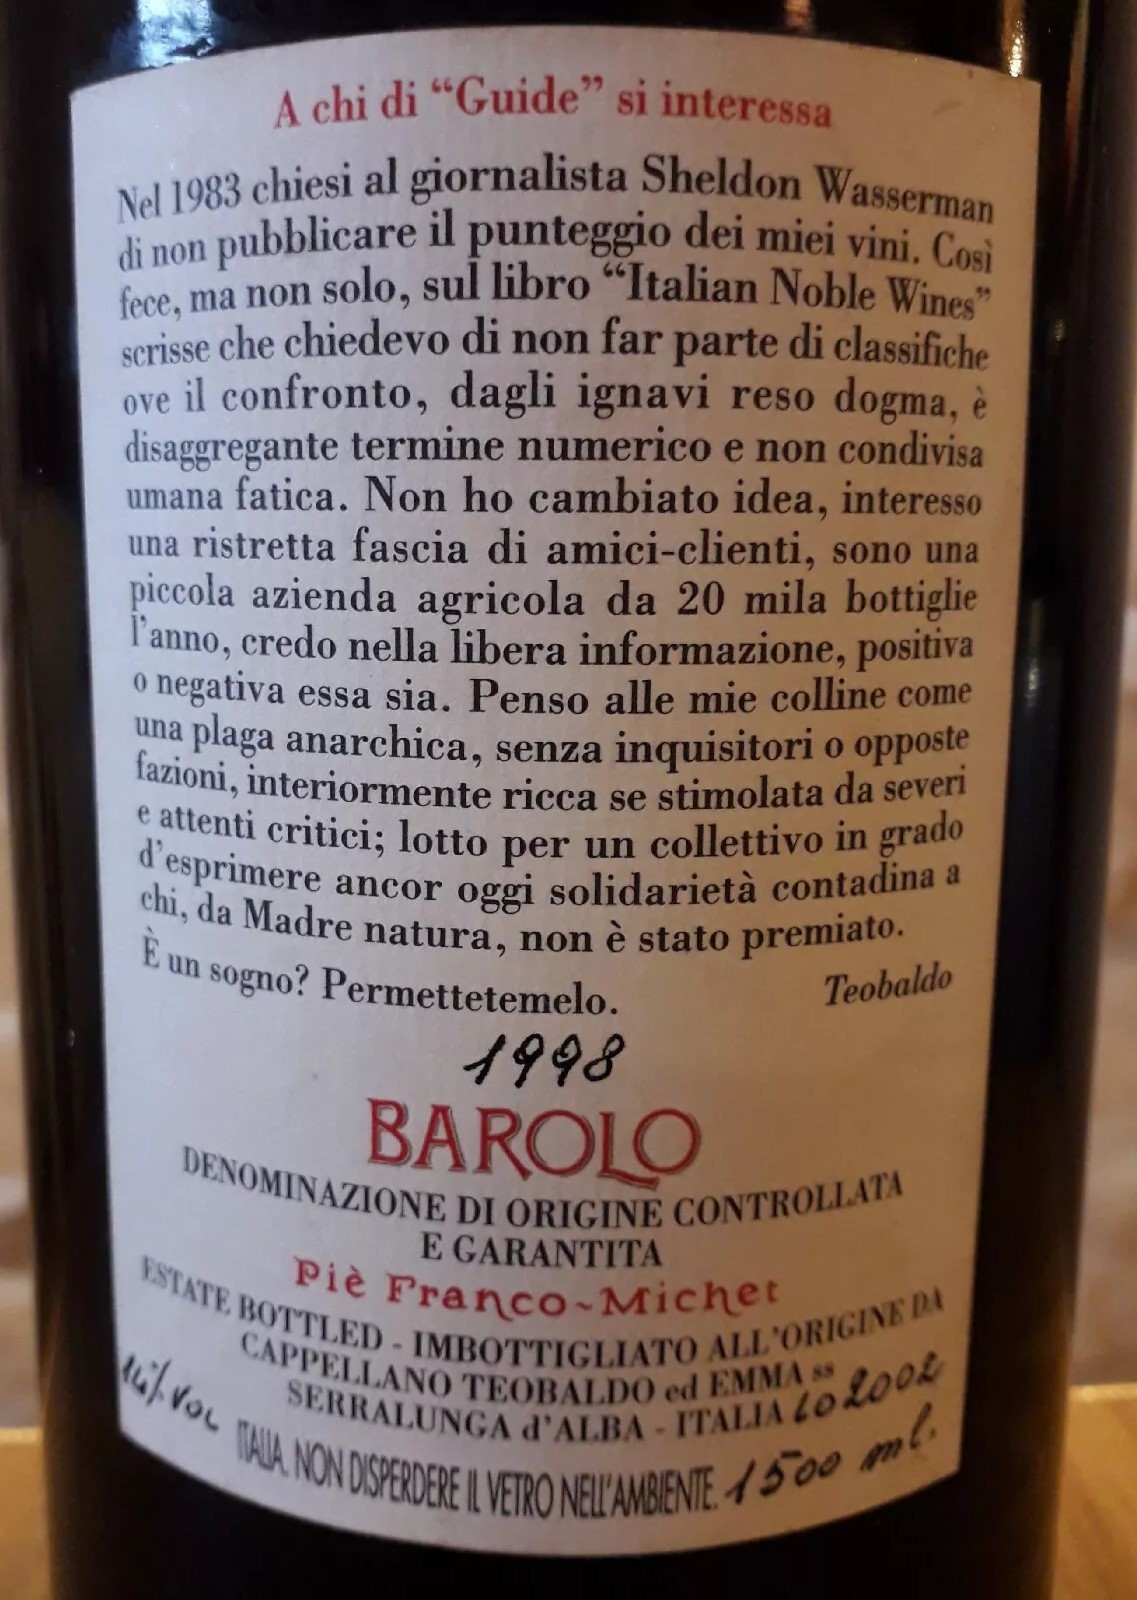 A chi di “Guide” si interessa
Nel 1983 chiesi al giornalista Sheldon Wasserman
di non pubblicare il punteggio dei miei vini. Così
fece, ma non solo, sul libro “Italian Noble Wines”
scrisse che chiedevo di non far parte di classifiche
ove il confronto, dagli ignavi reso dogma, è
disaggregante termine numerico e non condivisa
umana fatica. Non ho cambiato idea, interesso
una ristretta fascia di amici-clienti, sono una
piccola azienda agricola da 20 mila bottiglie
l’anno, credo nella libera informazione, positiva
o negativa essa sia. Penso alle mie colline come
una plaga anarchica, senza inquisitori o opposte
fazioni, interiormente ricca se stimolata da severi
e attenti critici; lotto per un collettivo in grado
d’esprimere ancor oggi solidarietà contadina a
chi, da Madre natura, non è stato premiato.
È un sogno? Permettetemelo. Teobaldo
1998
BAROLO
DENOMINAZIONE DI ORIGINE CONTROLLATA
E GARANTITA
Piè Franco-Michet
ESTATE BOTTLED - IMBOTTIGLIATO ALL’ORIGINE DA
CAPPELLANO TEOBALDO ed EMMA ss
SERRALUNGA d’ALBA - ITALIA LO 2002
14% VOL ITALIA. NON DISPERDERE IL VETRO NELL’AMBIENTE. 1500 ml.